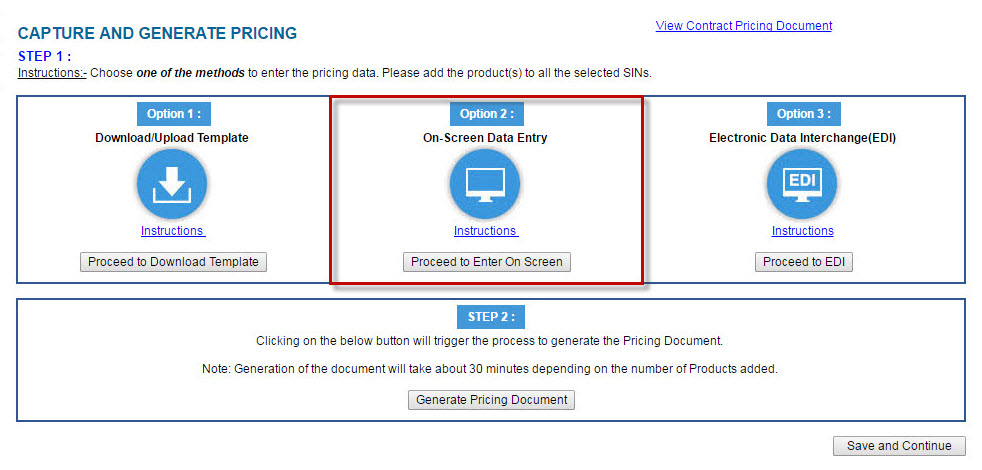 CAPTURE AND GENERATE PRICING
View Contract Pricing Document
STEP 1 :
Instructions:- Choose one of the methods to enter the pricing data. Please add the product(s) to all the selected SINs.
Option 1 :
Download/Upload Template
Instructions
Proceed to Download Template
Option 2 :
On-Screen Data Entry
Instructions
Proceed to Enter On Screen
Option 3 :
Electronic Data Interchange(EDI)
EDI
Instructions
Proceed to EDI
STEP 2 :
Clicking on the below button will trigger the process to generate the Pricing Document.
Note: Generation of the document will take about 30 minutes depending on the number of Products added.
Generate Pricing Document
Save and Continue